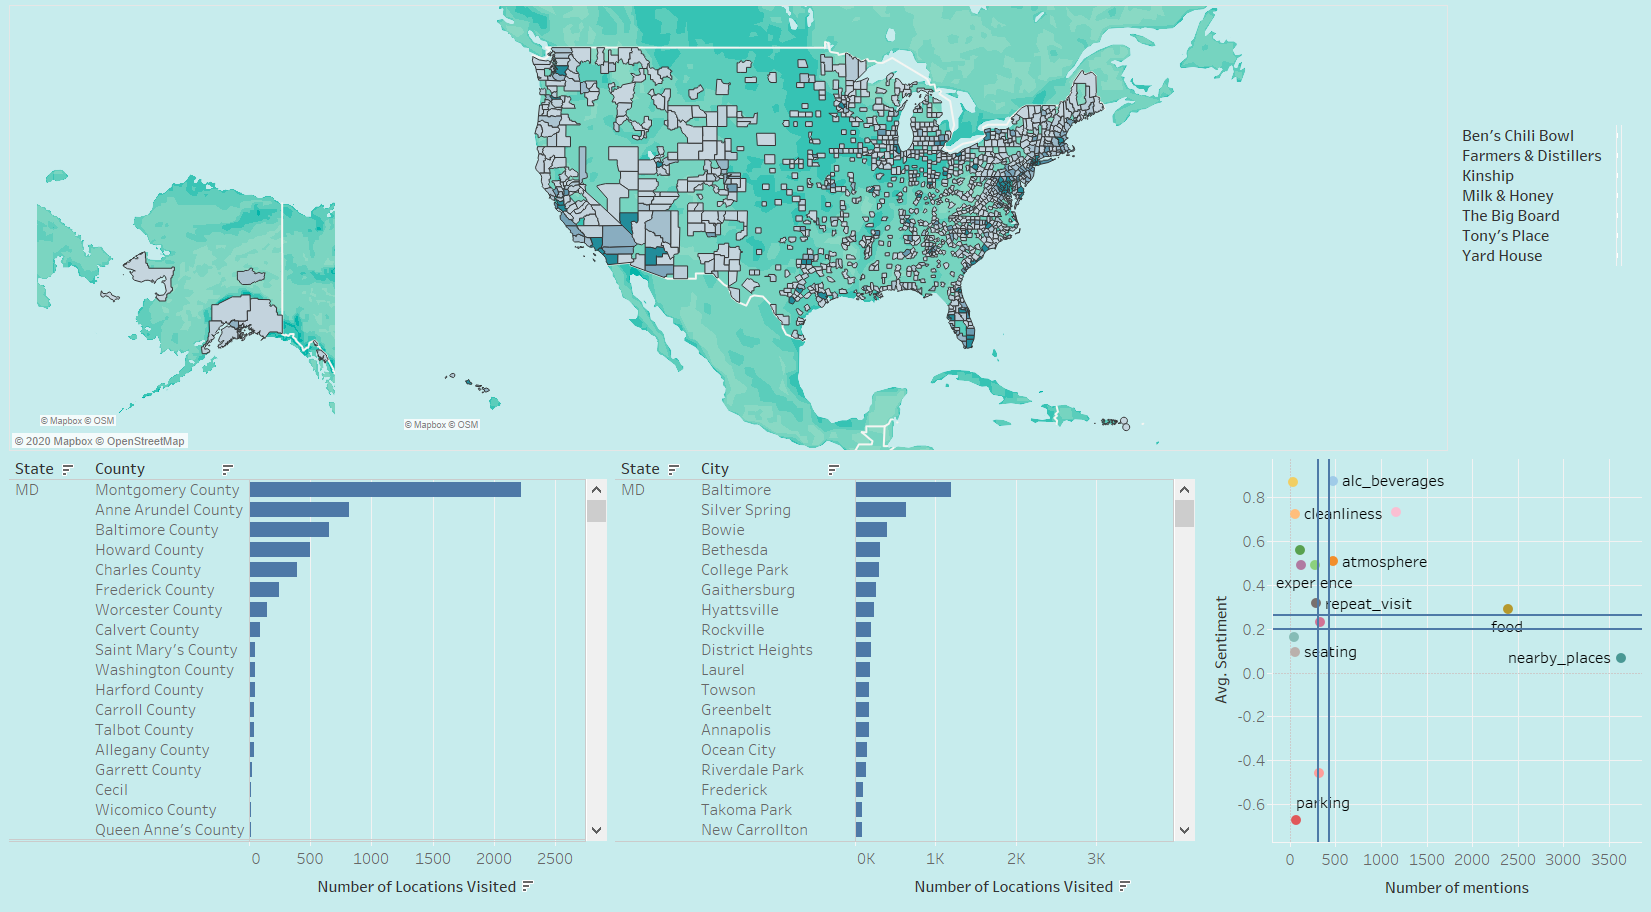 Ben's Chili Bowl
Farmers & Distillers
Kinship
Milk & Honey
The Big Board
Tony's Place
Yard House
© Mapbox © OSM
© Mapbox © OSM
© 2020 Mapbox © OpenStreetMap
State County
MD Montgomery County
Anne Arundel County
Baltimore County
Howard County
Charles County
Frederick County
Worcester County
Calvert County
Saint Mary's County
Washington County
Harford County
Carroll County
Talbot County
Allegany County
Garrett County
Cecil
Wicomico County
Queen Anne's County
0 500 1000 1500 2000 2500
Number of Locations Visited
State City
MD Baltimore
Silver Spring
Bowie
Bethesda
College Park
Gaithersburg
Hyattsville
Rockville
District Heights
Laurel
Towson
Greenbelt
Annapolis
Ocean City
Riverdale Park
Frederick
Takoma Park
New Carrollton
0K 1K 2K 3K
Number of Locations Visited
Avg. Sentiment
0.8
0.6
0.4
0.2
0.0
-0.2
-0.4
-0.6
alc_beverages
cleanliness
atmosphere
experience
repeat_visit
food
seating
nearby_places
parking
0 500 1000 1500 2000 2500 3000 3500
Number of mentions